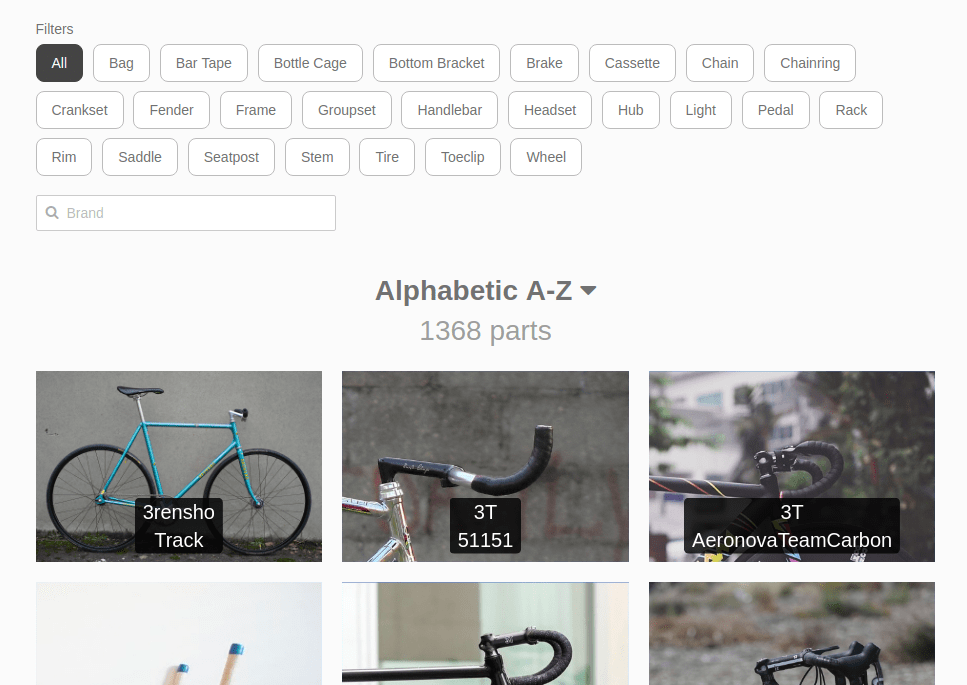 Filters
All Bag Bar Tape Bottle Cage Bottom Bracket Brake Cassette Chain Chainring
Crankset Fender Frame Groupset Handlebar Headset Hub Light Pedal Rack
Rim Saddle Seatpost Stem Tire Toeclip Wheel
Brand
Alphabetic A-Z
1368 parts
3rensho
Track
3T
51151
3T
AeronovaTeamCarbon